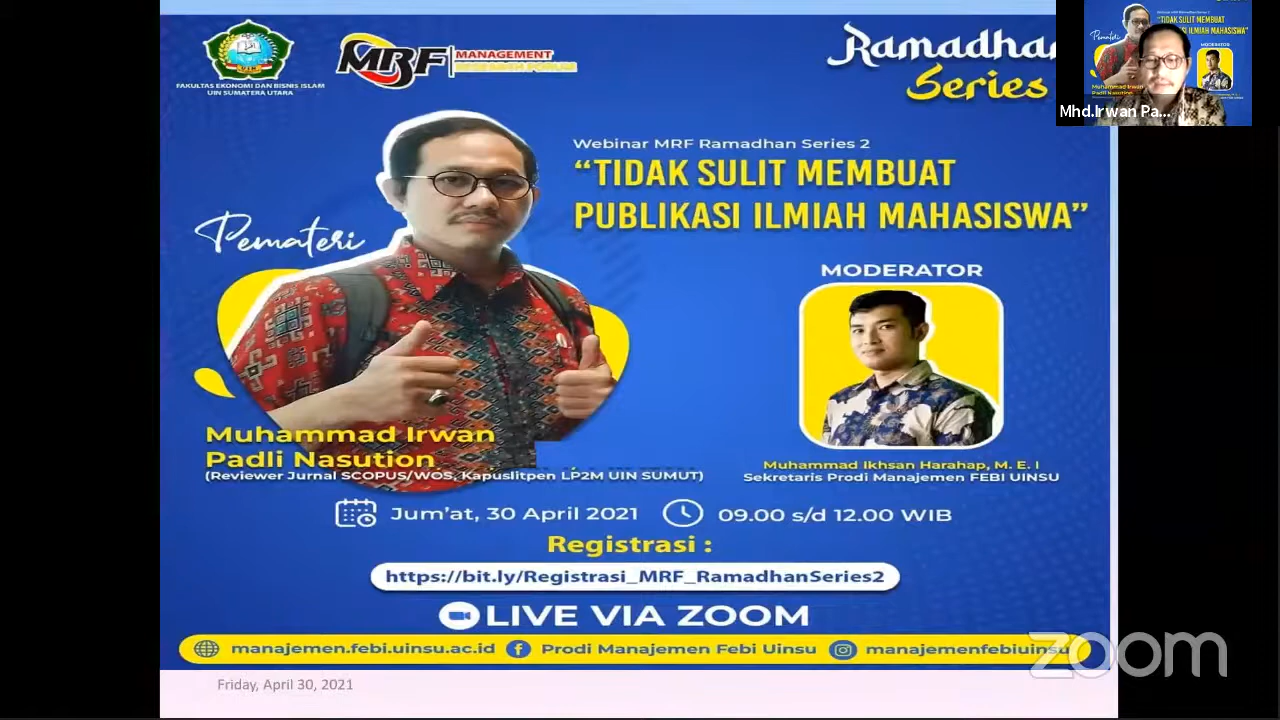 FAKULTAS EKONOMI DAN BISNIS ISLAM
UIN SUMATERA UTARA
MRF MANAGEMENT
RESEARCH FORUM
Ramadhan
Series
Mhd.Irwan Pa...
Webinar MRF Ramadhan Series 2
“TIDAK SULIT MEMBUAT
PUBLIKASI ILMIAH MAHASISWA”
Pemateri
MODERATOR
Muhammad Irwan
Padli Nasution
(Reviewer Jurnal SCOPUS/WOS, Kapuslitpen LP2M UIN SUMUT)
Muhammad Ikhsan Harahap, M. E. I
Sekretaris Prodi Manajemen FEBI UINSU
Jum’at, 30 April 2021
09.00 s/d 12.00 WIB
Registrasi :
https://bit.ly/Registrasi_MRF_RamadhanSeries2
LIVE VIA ZOOM
manajemen.febi.uinsu.ac.id
Prodi Manajemen Febi Uinsu
manajemenfebiuinsu
zoom
Friday, April 30, 2021